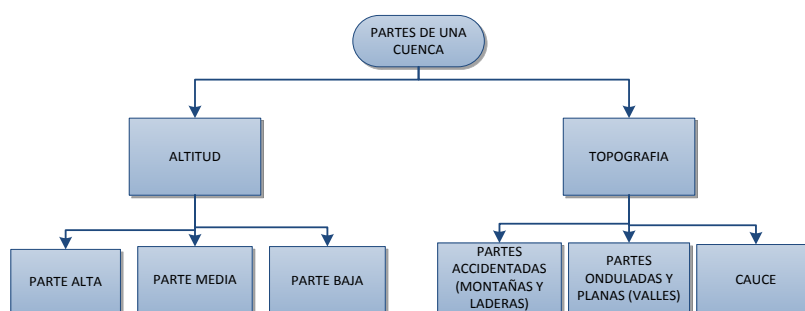 PARTES DE UNA
CUENCA
ALTITUD
TOPOGRAFIA
PARTE ALTA
PARTE MEDIA
PARTE BAJA
PARTES
ACCIDENTADAS
(MONTAÑAS Y
LADERAS)
PARTES
ONDULADAS Y
PLANAS (VALLES)
CAUCE